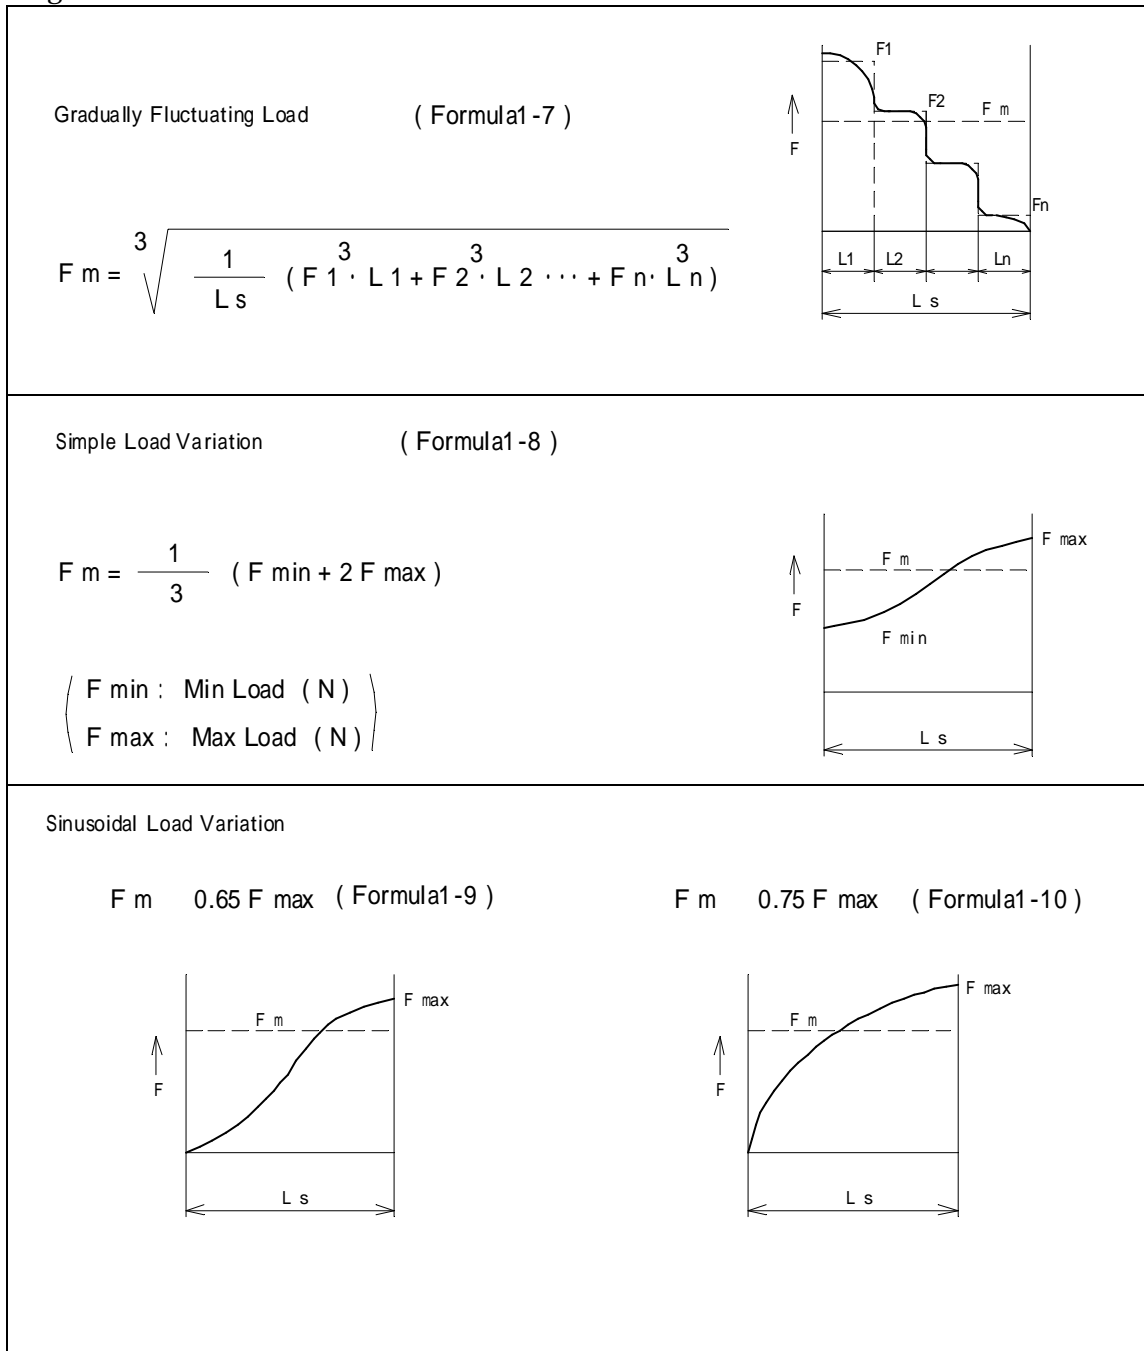 Gradually Fluctuating Load ( Formula1-7 )
F m = 3√ 1 / L s ( F 1³ · L 1 + F 2³ · L 2 ··· + F n³ · L n )
F1
F2
F m
F
Fn
L1 L2 Ln
L s
Simple Load Variation ( Formula1-8 )
F m = 1 / 3 ( F min + 2 F max )
F min : Min Load ( N )
F max : Max Load ( N )
F max
F m
F
F min
L s
Sinusoidal Load Variation
F m 0.65 F max ( Formula1-9 )
F m 0.75 F max ( Formula1-10 )
F max
F m
F
L s
F max
F m
F
L s